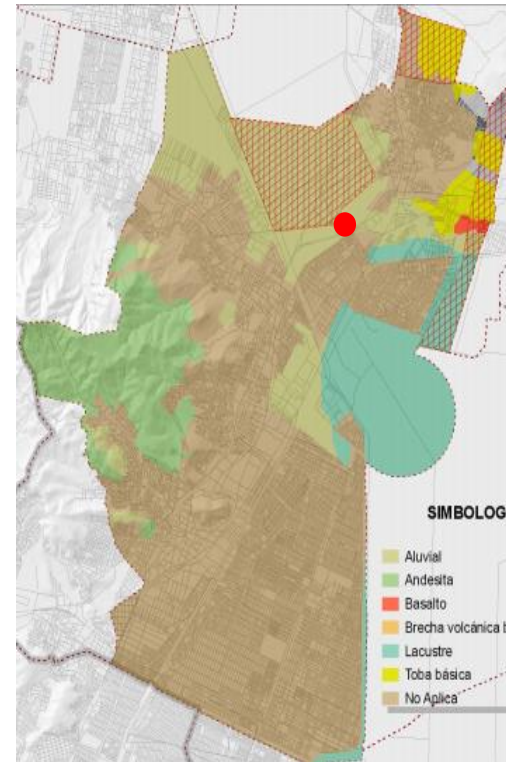 SIMBOLOG
Aluvial
Andesita
Basalto
Brecha volcánica b
Lacustre
Toba básica
No Aplica